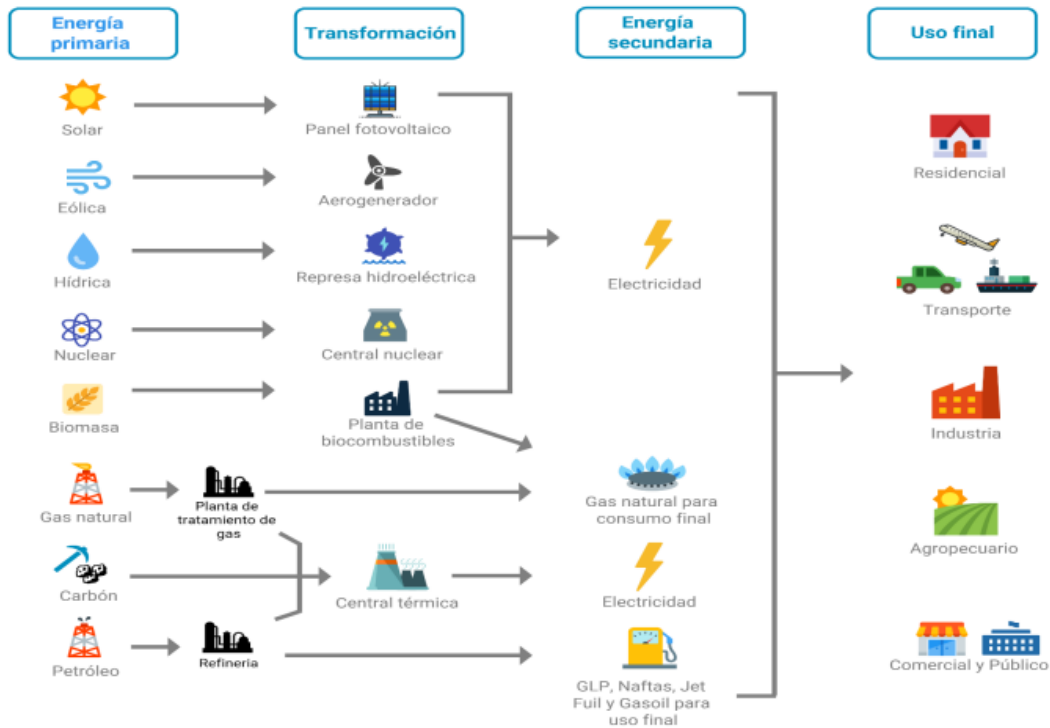 Energía
primaria
Transformación
Energía
secundaria
Uso final
Solar
Panel fotovoltaico
Eólica
Aerogenerador
Hídrica
Represa hidroeléctrica
Nuclear
Central nuclear
Biomasa
Planta de
biocombustibles
Gas natural
Planta de
tratamiento de
gas
Carbón
Central térmica
Petróleo
Refineria
Electricidad
Gas natural para
consumo final
Electricidad
GLP, Naftas, Jet
Fuil y Gasoil para
uso final
Residencial
Transporte
Industria
Agropecuario
Comercial y Público